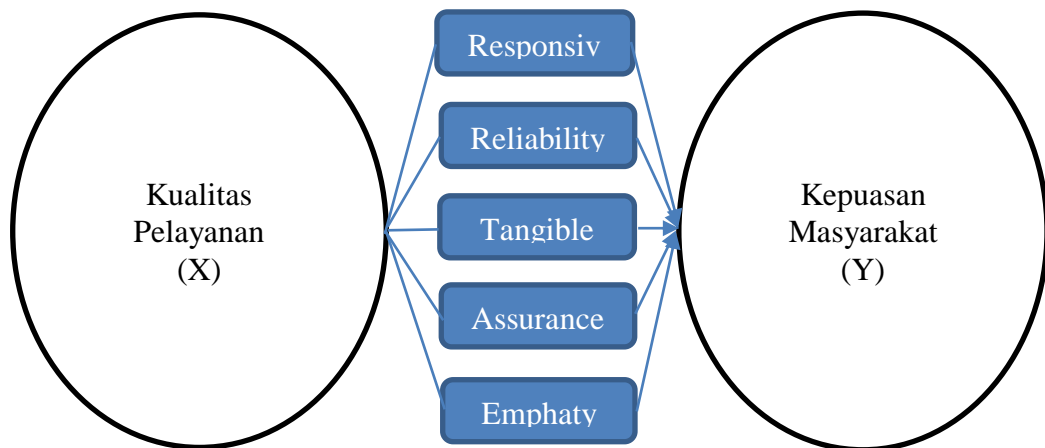 Kualitas
Pelayanan
(X)
Responsiv
Reliability
Tangible
Assurance
Emphaty
Kepuasan
Masyarakat
(Y)